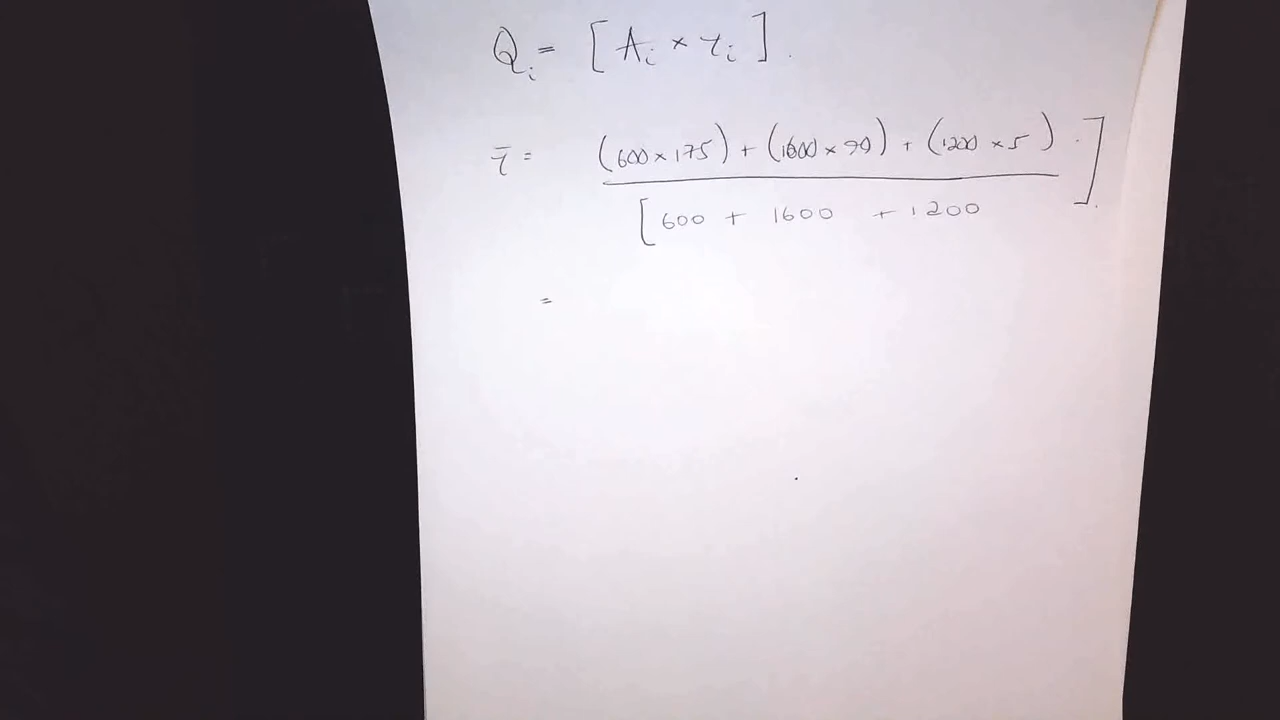 Qᵢ = [Aᵢ × τᵢ].
τ̄ = (600 × 175) + (1600 × 90) + (1200 × 5)
[600 + 1600 + 1200].
=